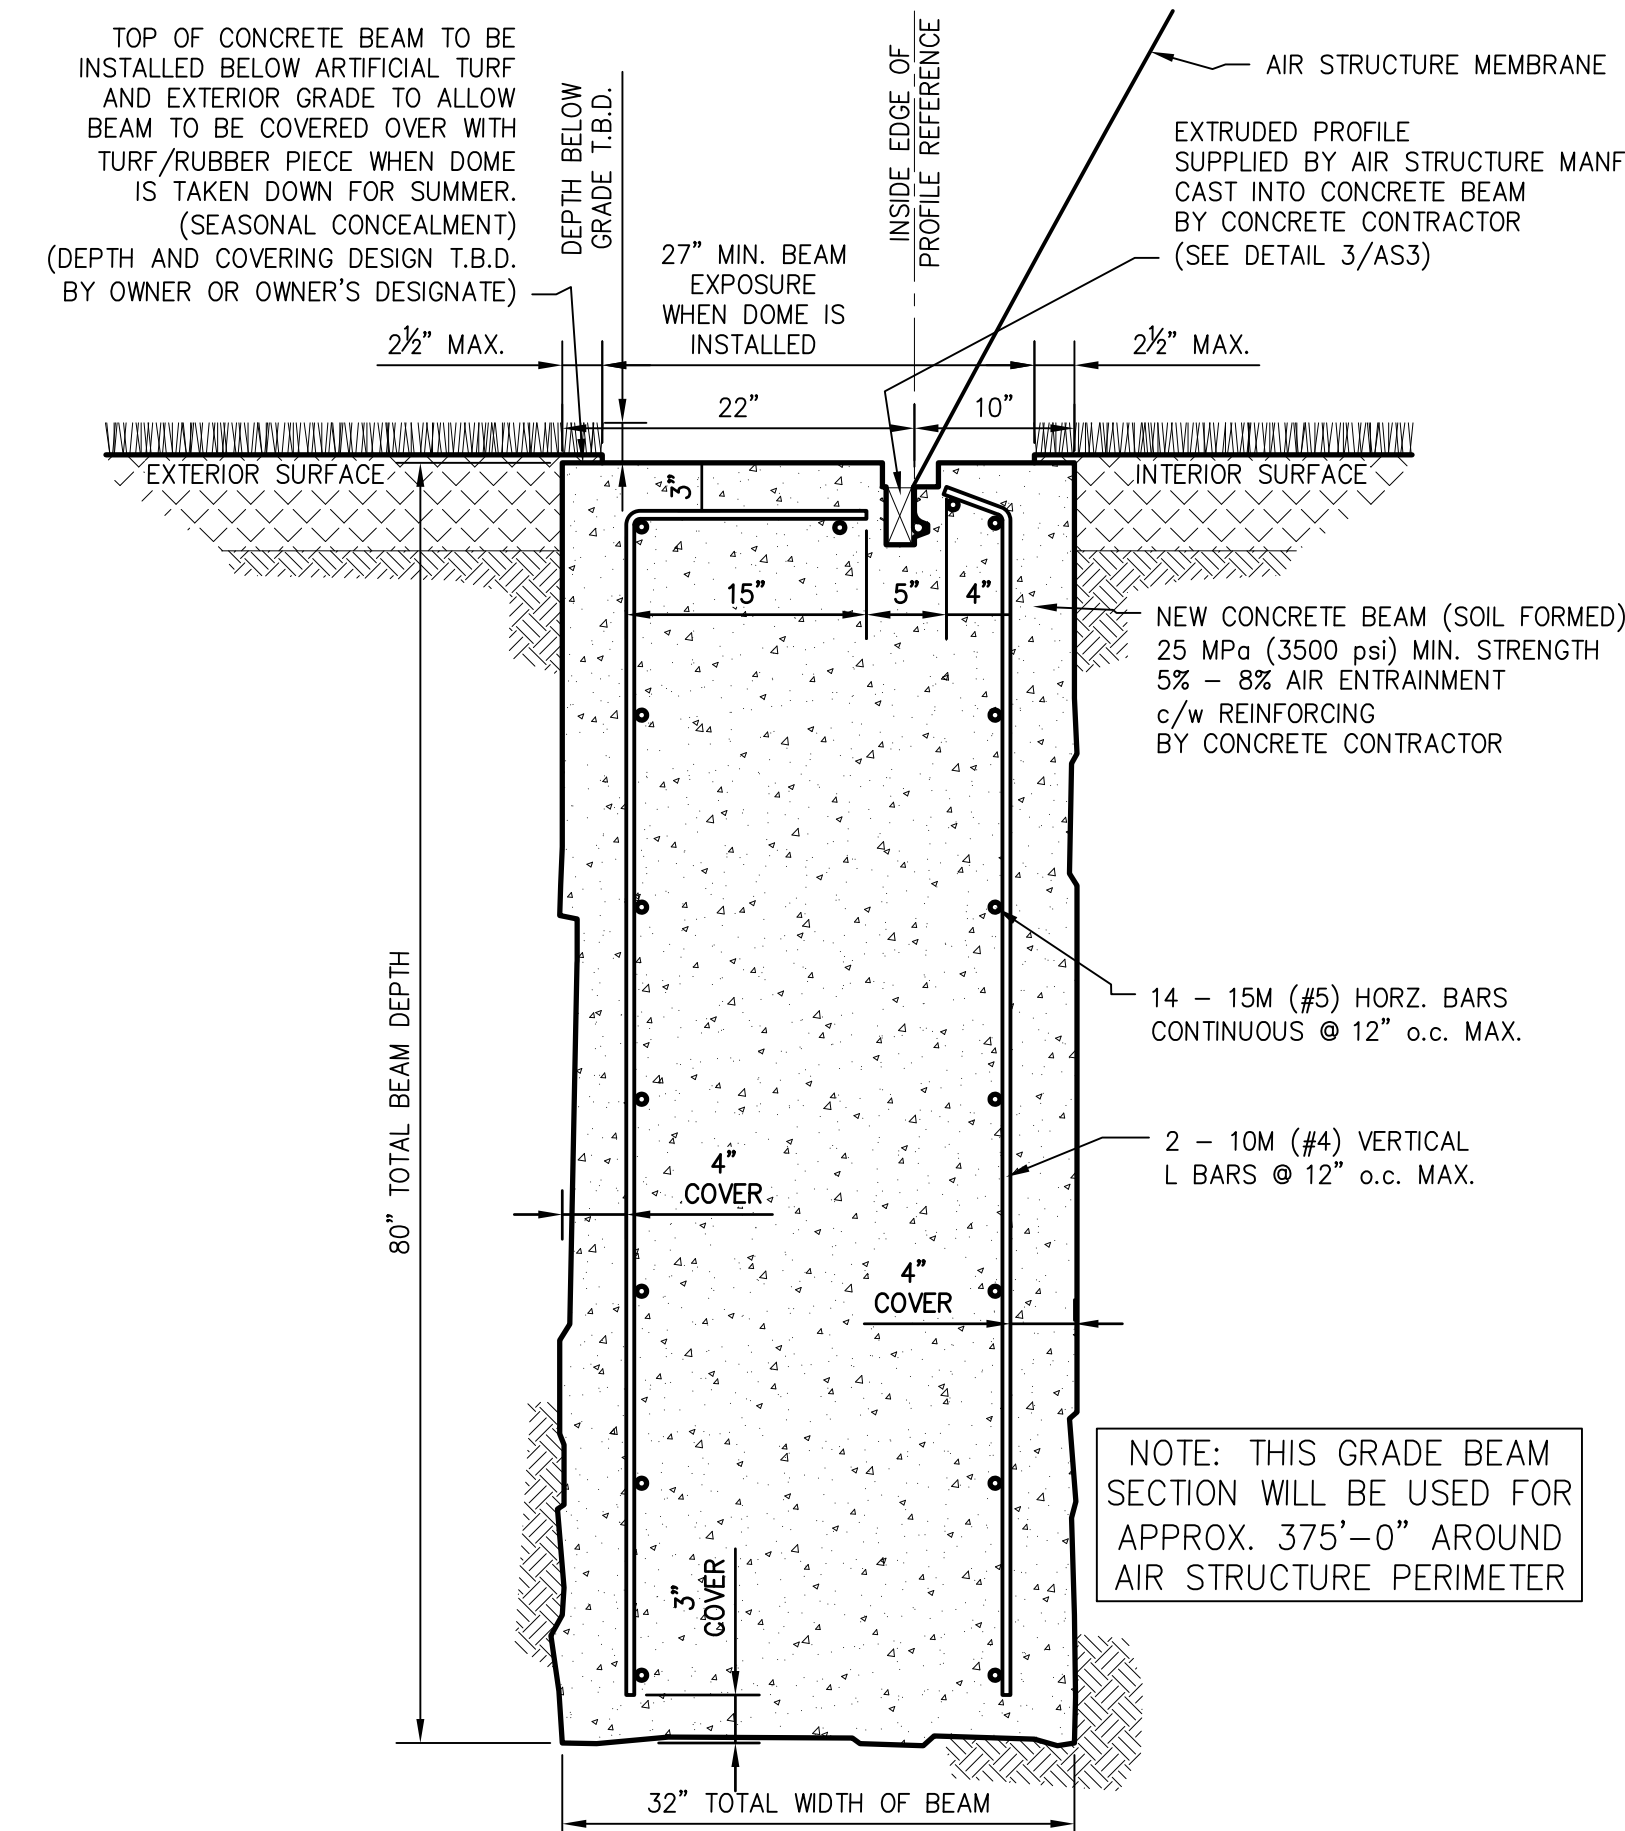 TOP OF CONCRETE BEAM TO BE
INSTALLED BELOW ARTIFICIAL TURF
AND EXTERIOR GRADE TO ALLOW
BEAM TO BE COVERED OVER WITH
TURF/RUBBER PIECE WHEN DOME
IS TAKEN DOWN FOR SUMMER.
(SEASONAL CONCEALMENT)
(DEPTH AND COVERING DESIGN T.B.D.
BY OWNER OR OWNER'S DESIGNATE)
DEPTH BELOW
GRADE T.B.D.
INSIDE EDGE OF
PROFILE REFERENCE
AIR STRUCTURE MEMBRANE
EXTRUDED PROFILE
SUPPLIED BY AIR STRUCTURE MANF
CAST INTO CONCRETE BEAM
BY CONCRETE CONTRACTOR
(SEE DETAIL 3/AS3)
27" MIN. BEAM
EXPOSURE
WHEN DOME IS
INSTALLED
2½" MAX.
2½" MAX.
22"
10"
EXTERIOR SURFACE
INTERIOR SURFACE
3"
15"
5"
4"
NEW CONCRETE BEAM (SOIL FORMED)
25 MPa (3500 psi) MIN. STRENGTH
5% – 8% AIR ENTRAINMENT
c/w REINFORCING
BY CONCRETE CONTRACTOR
80" TOTAL BEAM DEPTH
14 – 15M (#5) HORZ. BARS
CONTINUOUS @ 12" o.c. MAX.
2 – 10M (#4) VERTICAL
L BARS @ 12" o.c. MAX.
4"
COVER
4"
COVER
3"
COVER
NOTE: THIS GRADE BEAM
SECTION WILL BE USED FOR
APPROX. 375'–0" AROUND
AIR STRUCTURE PERIMETER
32" TOTAL WIDTH OF BEAM